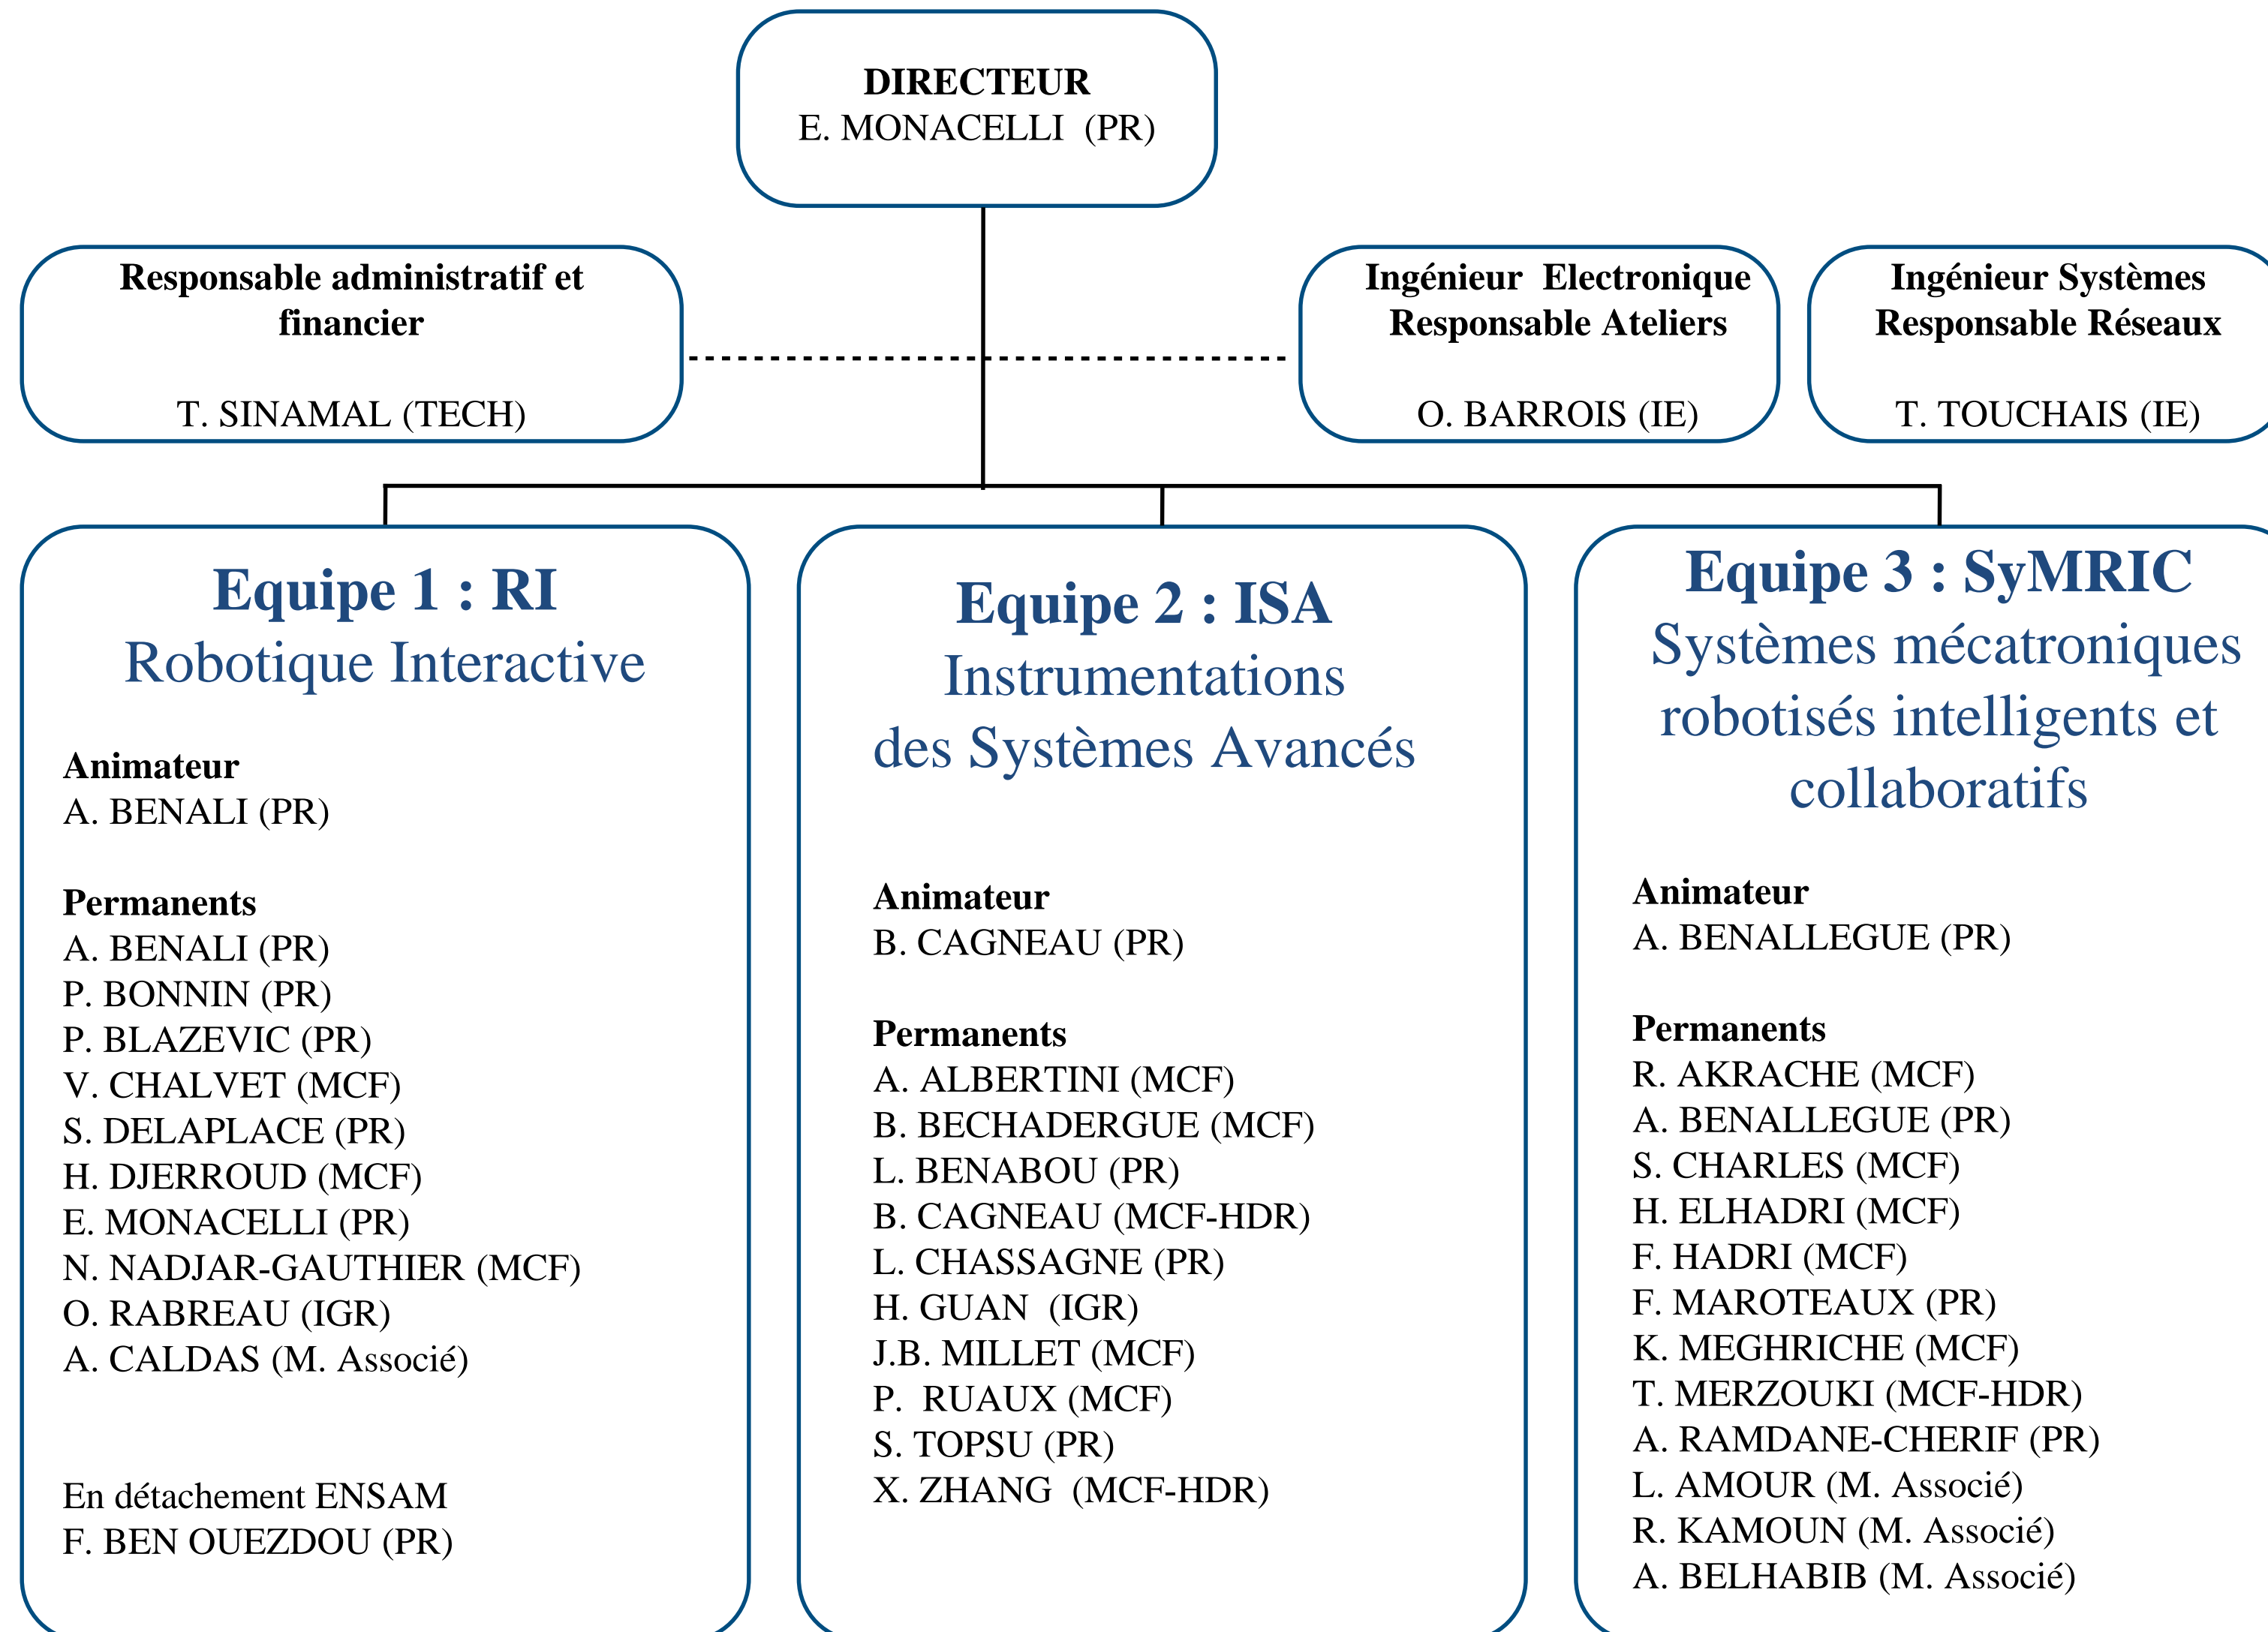 DIRECTEUR
E. MONACELLI (PR)
Responsable administratif et
financier
T. SINAMAL (TECH)
Ingénieur Electronique
Responsable Ateliers
O. BARROIS (IE)
Ingénieur Systèmes
Responsable Réseaux
T. TOUCHAIS (IE)
Equipe 1 : RI
Robotique Interactive
Animateur
A. BENALI (PR)
Permanents
A. BENALI (PR)
P. BONNIN (PR)
P. BLAZEVIC (PR)
V. CHALVET (MCF)
S. DELAPLACE (PR)
H. DJERROUD (MCF)
E. MONACELLI (PR)
N. NADJAR-GAUTHIER (MCF)
O. RABREAU (IGR)
A. CALDAS (M. Associé)
En détachement ENSAM
F. BEN OUEZDOU (PR)
Equipe 2 : ISA
Instrumentations
des Systèmes Avancés
Animateur
B. CAGNEAU (PR)
Permanents
A. ALBERTINI (MCF)
B. BECHADERGUE (MCF)
L. BENABOU (PR)
B. CAGNEAU (MCF-HDR)
L. CHASSAGNE (PR)
H. GUAN (IGR)
J.B. MILLET (MCF)
P. RUAUX (MCF)
S. TOPSU (PR)
X. ZHANG (MCF-HDR)
Equipe 3 : SyMRIC
Systèmes mécatroniques
robotisés intelligents et
collaboratifs
Animateur
A. BENALLEGUE (PR)
Permanents
R. AKRACHE (MCF)
A. BENALLEGUE (PR)
S. CHARLES (MCF)
H. ELHADRI (MCF)
F. HADRI (MCF)
F. MAROTEAUX (PR)
K. MEGHRICHE (MCF)
T. MERZOUKI (MCF-HDR)
A. RAMDANE-CHERIF (PR)
L. AMOUR (M. Associé)
R. KAMOUN (M. Associé)
A. BELHABIB (M. Associé)